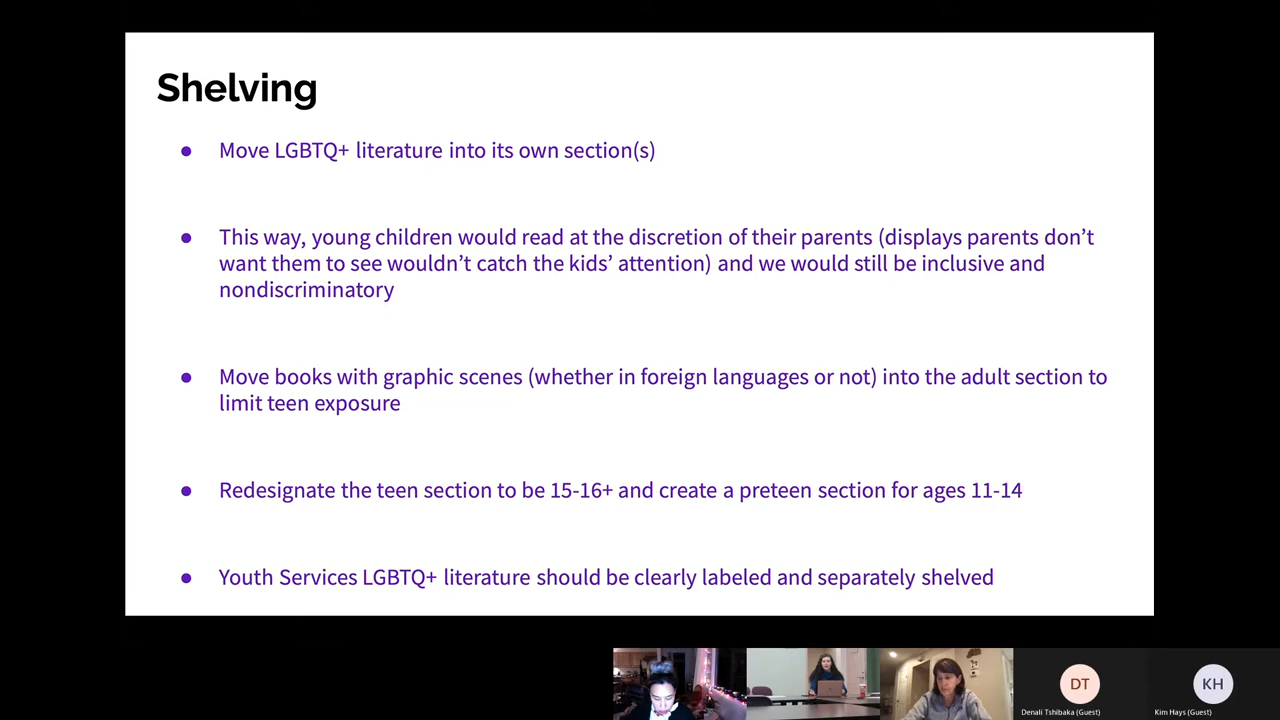 Shelving
● Move LGBTQ+ literature into its own section(s)
● This way, young children would read at the discretion of their parents (displays parents don’t
want them to see wouldn’t catch the kids’ attention) and we would still be inclusive and
nondiscriminatory
● Move books with graphic scenes (whether in foreign languages or not) into the adult section to
limit teen exposure
● Redesignate the teen section to be 15-16+ and create a preteen section for ages 11-14
● Youth Services LGBTQ+ literature should be clearly labeled and separately shelved
DT
KH
Denali Tshibaka (Guest)
Kim Hays (Guest)